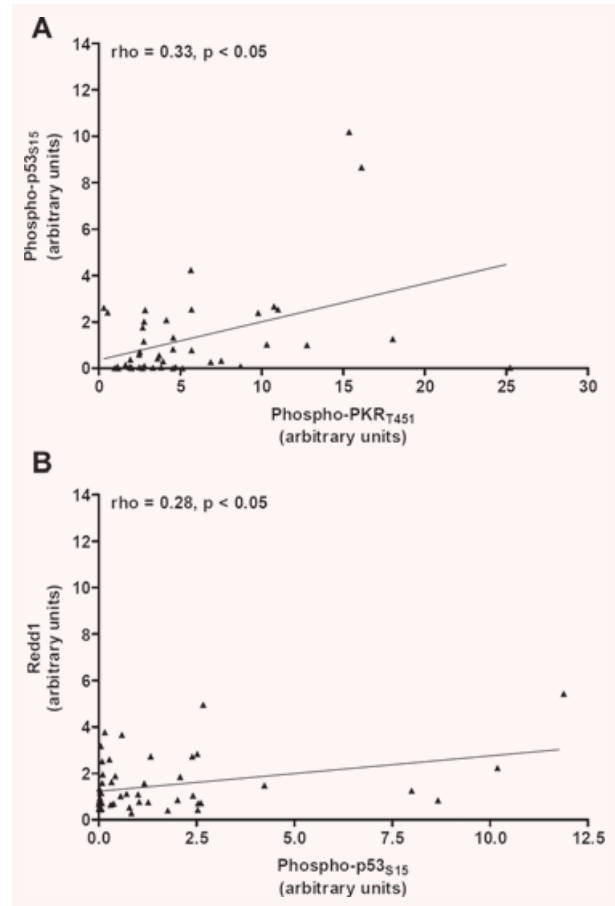 A
rho = 0.33, p < 0.05
14
12
10
8
6
4
2
0
Phospho-p53S15
(arbitrary units)
0 5 10 15 20 25 30
Phospho-PKRT451
(arbitrary units)
B
rho = 0.28, p < 0.05
14
12
10
8
6
4
2
0
Redd1
(arbitrary units)
0.0 2.5 5.0 7.5 10.0 12.5
Phospho-p53S15
(arbitrary units)